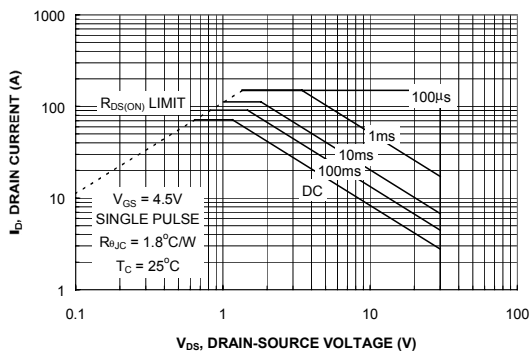 1000
100
10
1
I_D, DRAIN CURRENT (A)
R_DS(ON) LIMIT
100μs
1ms
10ms
100ms
DC
V_GS = 4.5V
SINGLE PULSE
R_θJC = 1.8°C/W
T_C = 25°C
0.1
1
10
100
V_DS, DRAIN-SOURCE VOLTAGE (V)